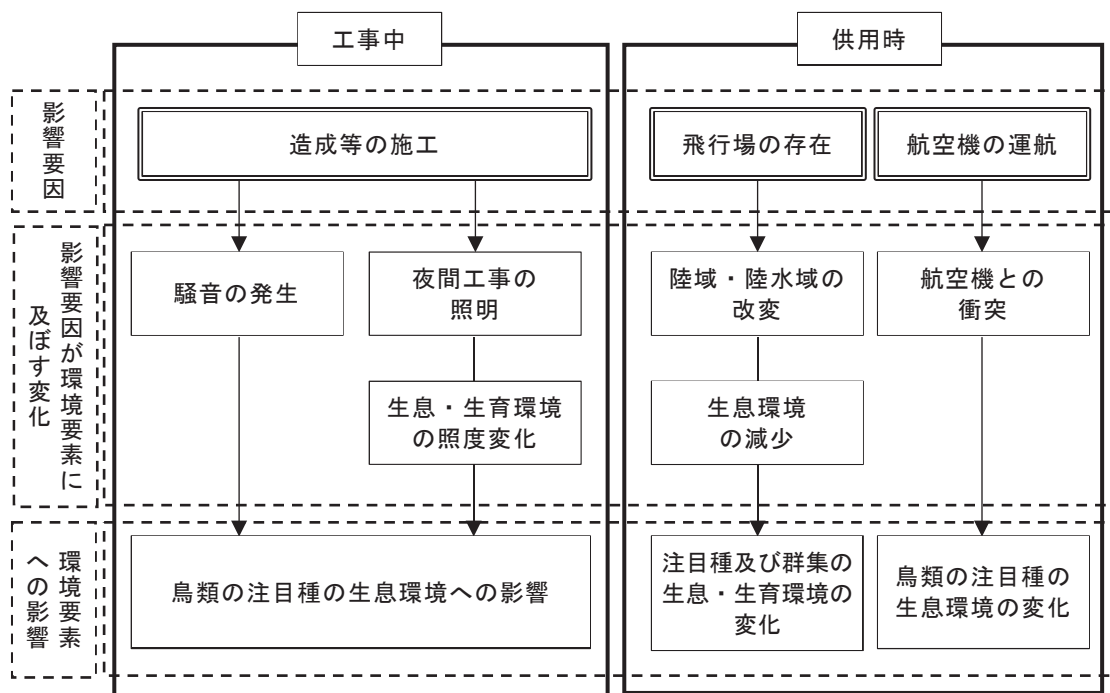 工事中
供用時
影響要因
造成等の施工
飛行場の存在
航空機の運航
影響要因が環境要素に
及ぼす変化
騒音の発生
夜間工事の
照明
陸域・陸水域の
改変
航空機との
衝突
生息・生育環境
の照度変化
生息環境
の減少
環境要素
への影響
鳥類の注目種の生息環境への影響
注目種及び群集の
生息・生育環境の
変化
鳥類の注目種の
生息環境の変化